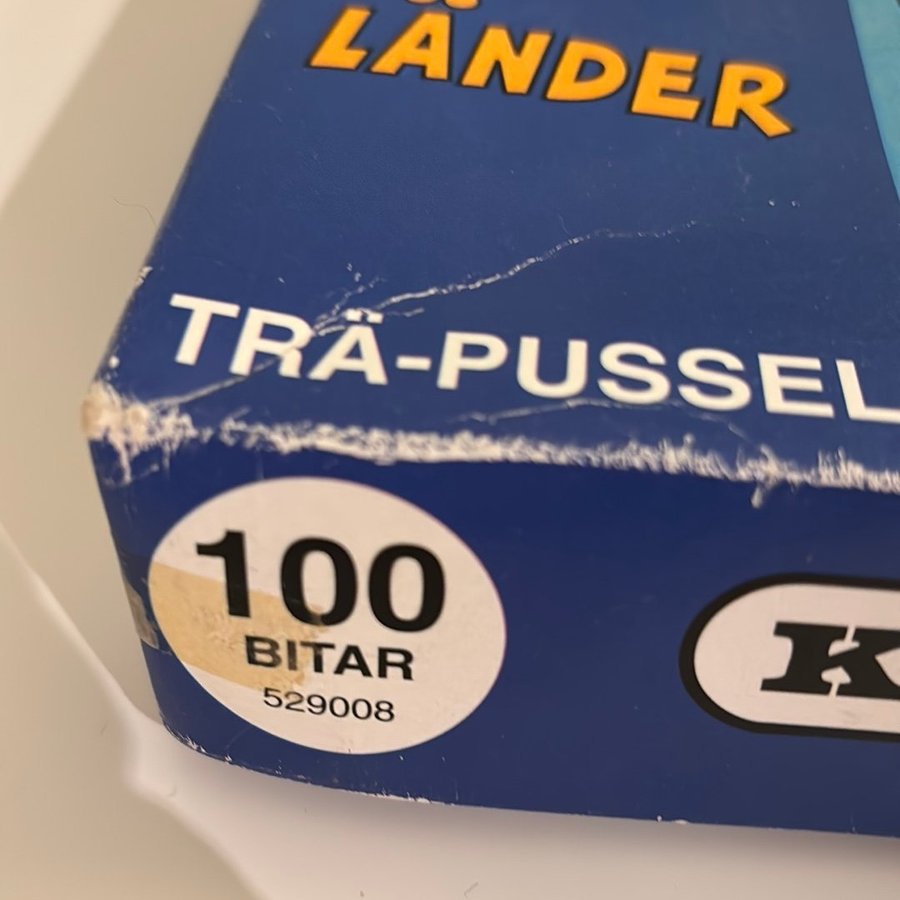 LÄNDER
TRÄ-PUSSEL
100
BITAR
529008
K